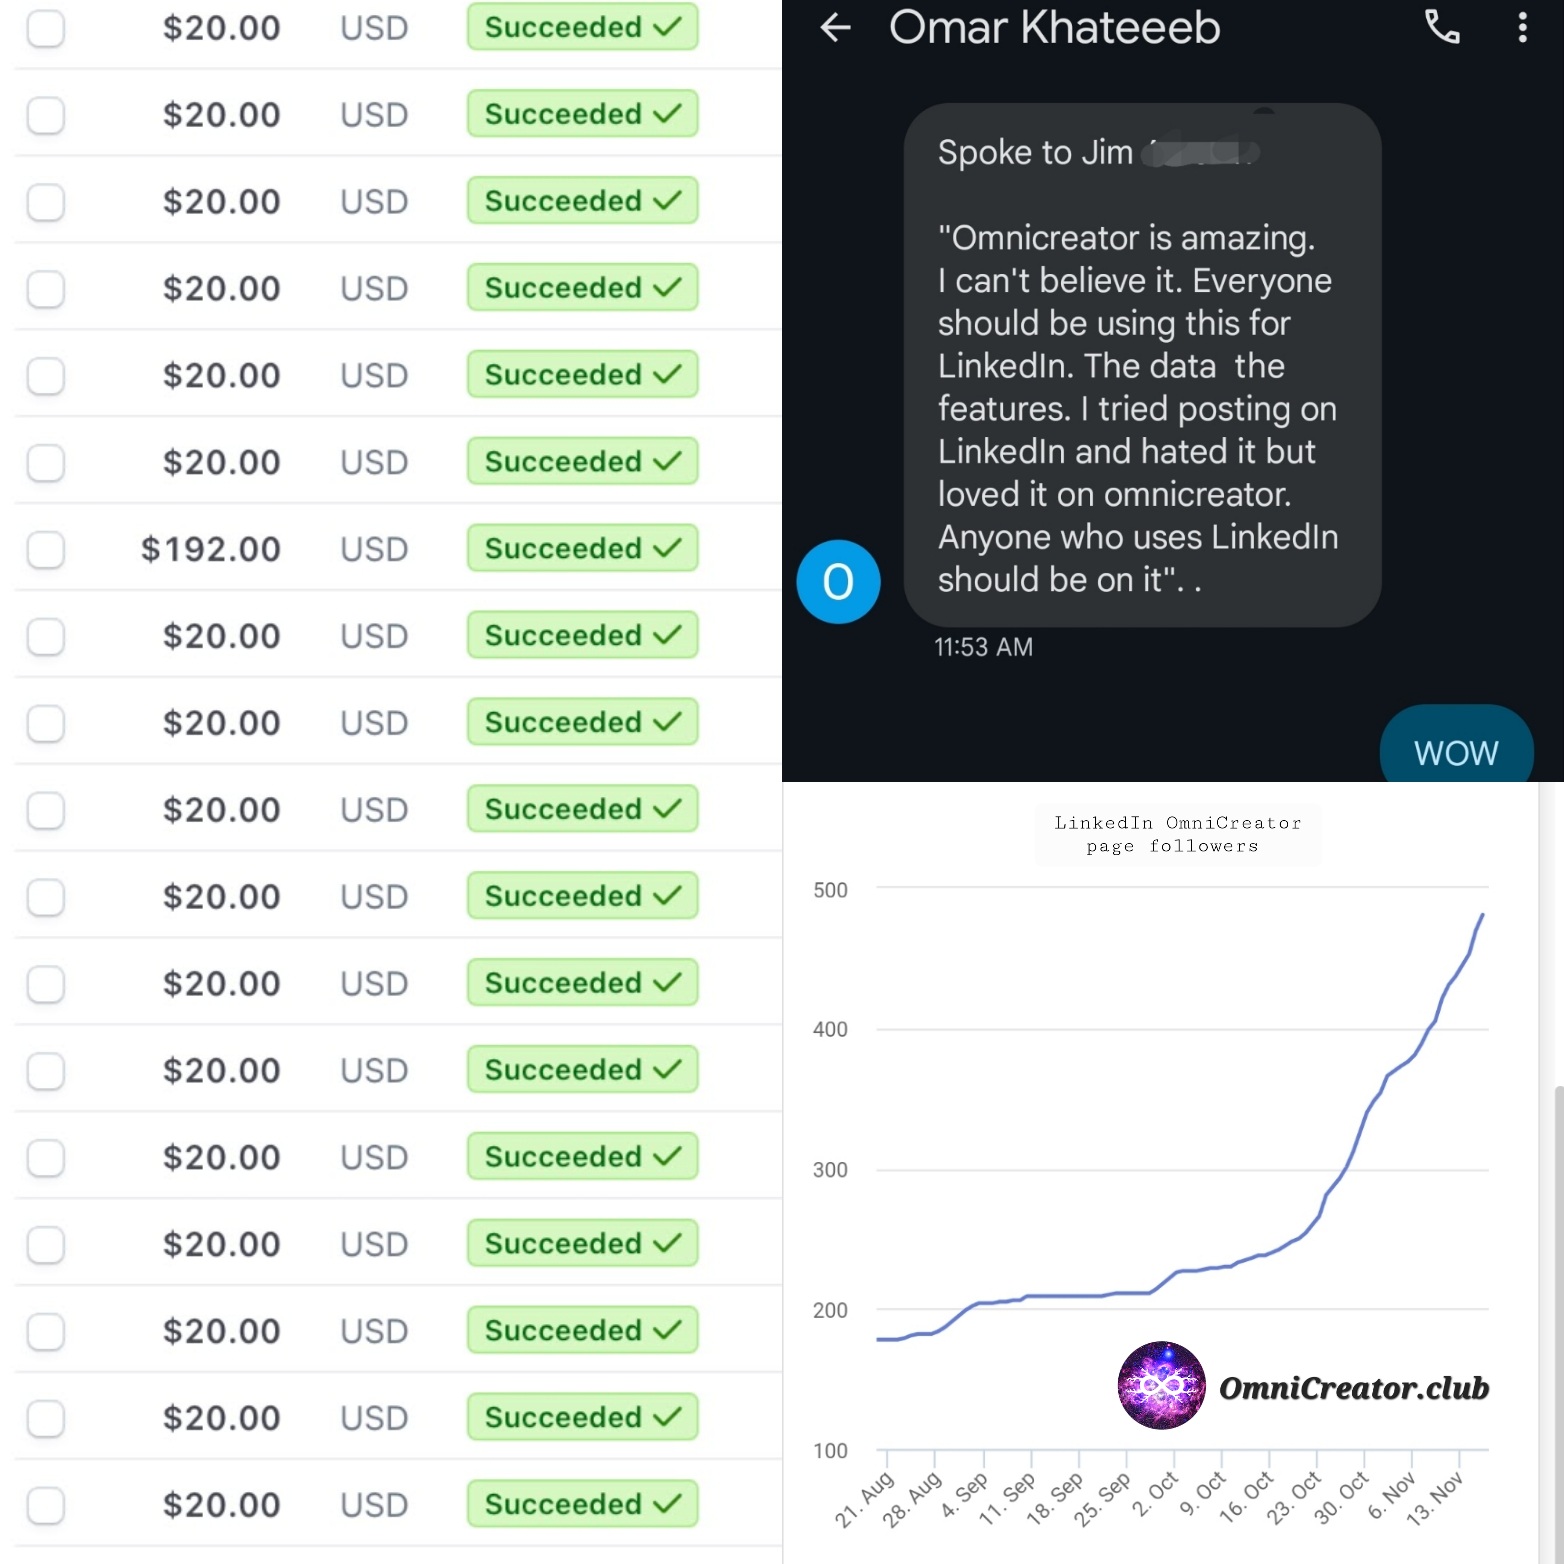 $20.00 USD Succeeded
$20.00 USD Succeeded
$20.00 USD Succeeded
$20.00 USD Succeeded
$20.00 USD Succeeded
$20.00 USD Succeeded
$192.00 USD Succeeded
$20.00 USD Succeeded
$20.00 USD Succeeded
$20.00 USD Succeeded
$20.00 USD Succeeded
$20.00 USD Succeeded
$20.00 USD Succeeded
$20.00 USD Succeeded
$20.00 USD Succeeded
$20.00 USD Succeeded
$20.00 USD Succeeded
$20.00 USD Succeeded
Omar Khateeeb
Spoke to Jim
"Omnicreator is amazing.
I can't believe it. Everyone
should be using this for
LinkedIn. The data  the
features. I tried posting on
LinkedIn and hated it but
loved it on omnicreator.
Anyone who uses LinkedIn
should be on it". .
O
11:53 AM
WOW
LinkedIn OmniCreator
page followers
500
400
300
200
100
OmniCreator.club
21. Aug
28. Aug
4. Sep
11. Sep
18. Sep
25. Sep
2. Oct
9. Oct
16. Oct
23. Oct
30. Oct
6. Nov
13. Nov